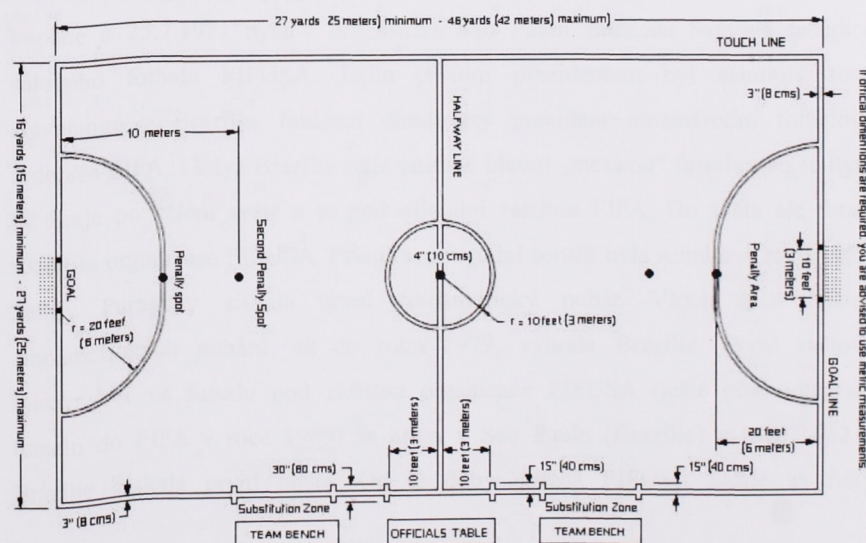 27 yards 25 meters) minimum - 46 yards (42 meters) maximum)
TOUCH LINE
3" (8 cms)
10 meters
HALFWAY LINE
16 yards (15 meters) minimum - 27 yards (25 meters) maximum
GOAL
Penally spot
Second Penally Spot
4" (10 cms)
Penally Area
10 feet
(3 meters)
r = 20 feet
(6 meters)
r = 10 feet (3 meters)
GOAL LINE
10 feet (3 meters)
10 feet (3 meters)
20 feet
(6 meters)
30" (80 cms)
15" (40 cms)
15" (40 cms)
3" (8 cms)
Substitution Zone
Substitution Zone
TEAM BENCH
OFFICIALS TABLE
TEAM BENCH
If official dementions are required, you are advised to use metric measurements.